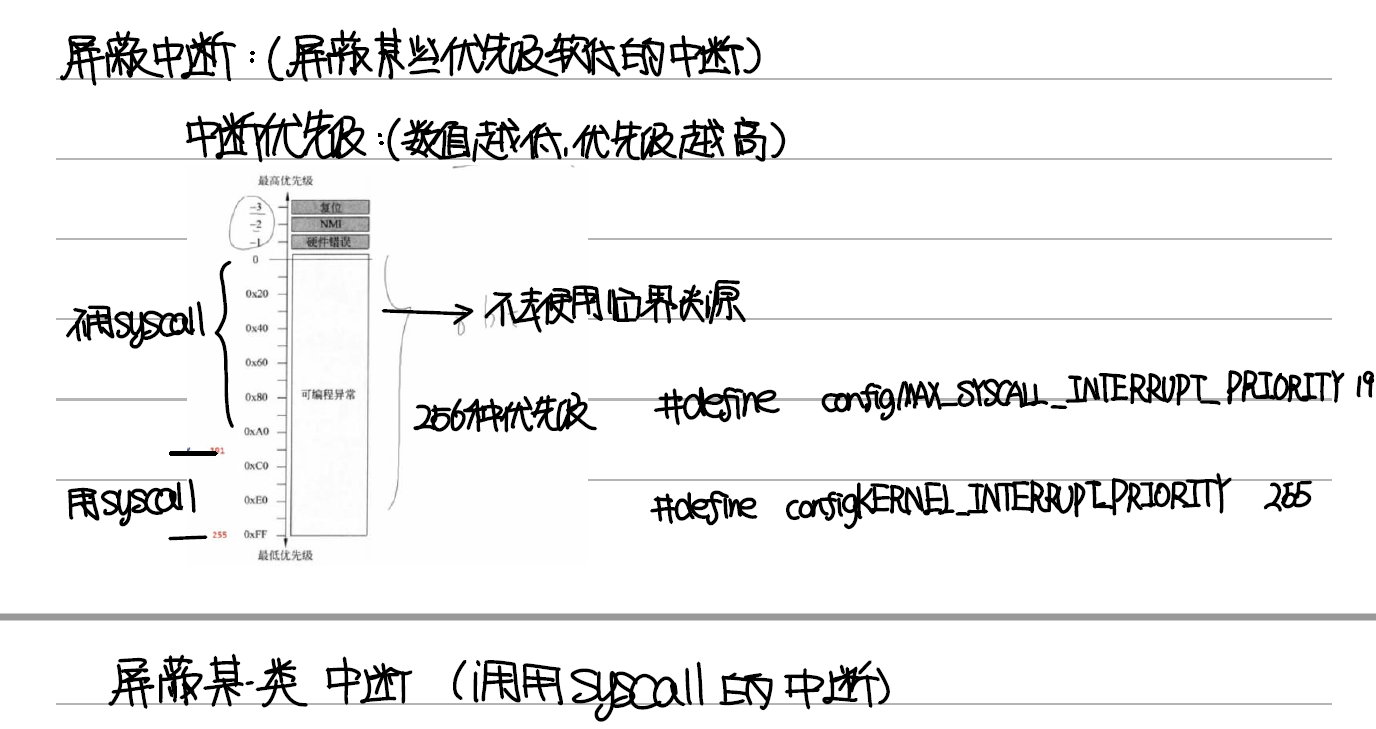 屏蔽中断：(屏蔽某些优先级软件的中断)
中断优先级：(数值越低,优先级越高)
最高优先级
-3 复位
-2 NMI
-1 硬件错误
0
0x20
不用syscall
0x40
0x60
0x80 可编程异常
0xA0
0xC0
用syscall
0xE0
255 0xFF
最低优先级
不去使用临界资源
256种优先级
#define configMAX_SYSCALL_INTERRUPT_PRIORITY 19
#define configKERNEL_INTERRUPT_PRIORITY 255
屏蔽某类中断 (调用syscall的中断)